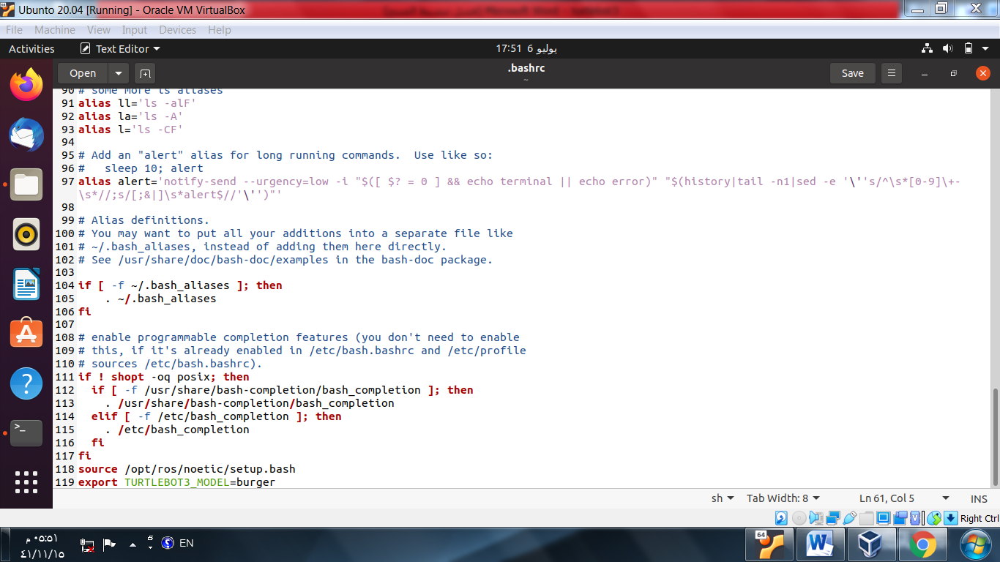 Ubunto 20.04 [Running] - Oracle VM VirtualBox
File Machine View Input Devices Help
Activities Text Editor 17:51 6 يوليو
Open .bashrc Save
~
90 # some more ls aliases
91 alias ll='ls -alF'
92 alias la='ls -A'
93 alias l='ls -CF'
94
95 # Add an "alert" alias for long running commands.  Use like so:
96 #   sleep 10; alert
97 alias alert='notify-send --urgency=low -i "$([ $? = 0 ] && echo terminal || echo error)" "$(history|tail -n1|sed -e '\''s/^\s*[0-9]\+-
\s*//;s/[;&|]\s*alert$//'\'')"'
98
99 # Alias definitions.
100 # You may want to put all your additions into a separate file like
101 # ~/.bash_aliases, instead of adding them here directly.
102 # See /usr/share/doc/bash-doc/examples in the bash-doc package.
103
104 if [ -f ~/.bash_aliases ]; then
105     . ~/.bash_aliases
106 fi
107
108 # enable programmable completion features (you don't need to enable
109 # this, if it's already enabled in /etc/bash.bashrc and /etc/profile
110 # sources /etc/bash.bashrc).
111 if ! shopt -oq posix; then
112   if [ -f /usr/share/bash-completion/bash_completion ]; then
113     . /usr/share/bash-completion/bash_completion
114   elif [ -f /etc/bash_completion ]; then
115     . /etc/bash_completion
116   fi
117 fi
118 source /opt/ros/noetic/setup.bash
119 export TURTLEBOT3_MODEL=burger
sh Tab Width: 8 Ln 61, Col 5 INS
Right Ctrl
٠٥:٥١ م
٤١/١١/١٥
EN
64